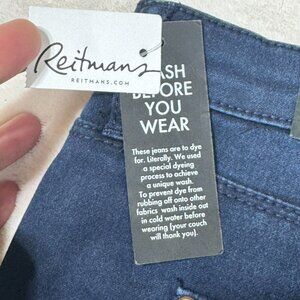 Reitmans
REITMANS.COM
BEFORE
YOU
WEAR
These jeans are to dye
for. Literally. We used
a special dyeing
process to achieve
a unique wash.
To prevent dye from
rubbing off onto other
fabrics wash inside out
in cold water before
wearing (your couch
will thank you).